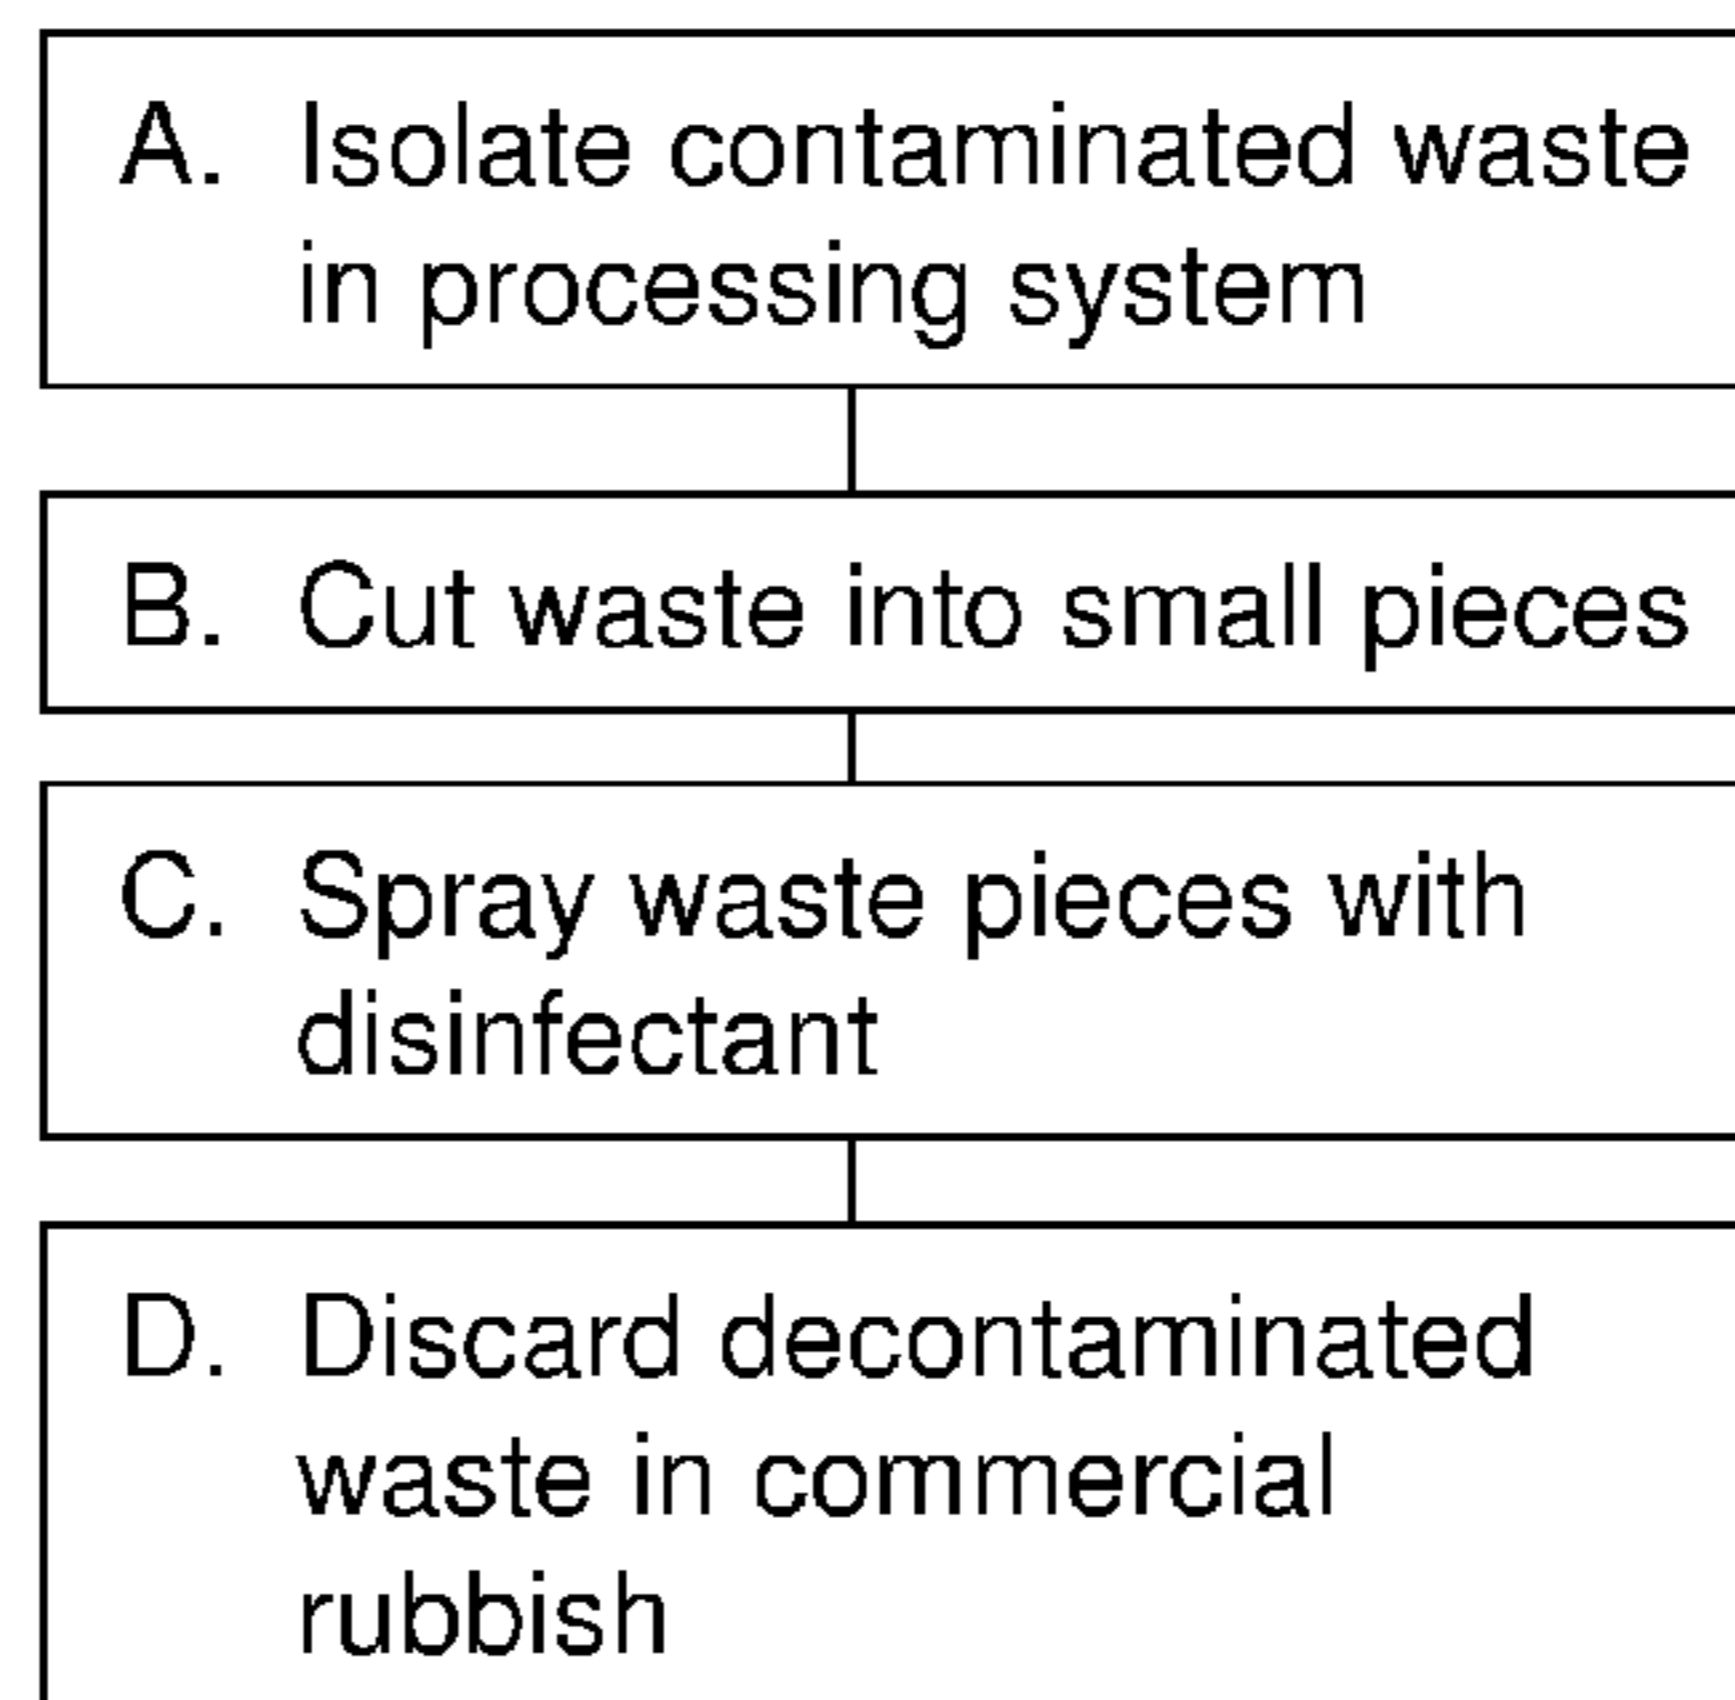 A. Isolate contaminated waste
in processing system
B. Cut waste into small pieces
C. Spray waste pieces with
disinfectant
D. Discard decontaminated
waste in commercial
rubbish